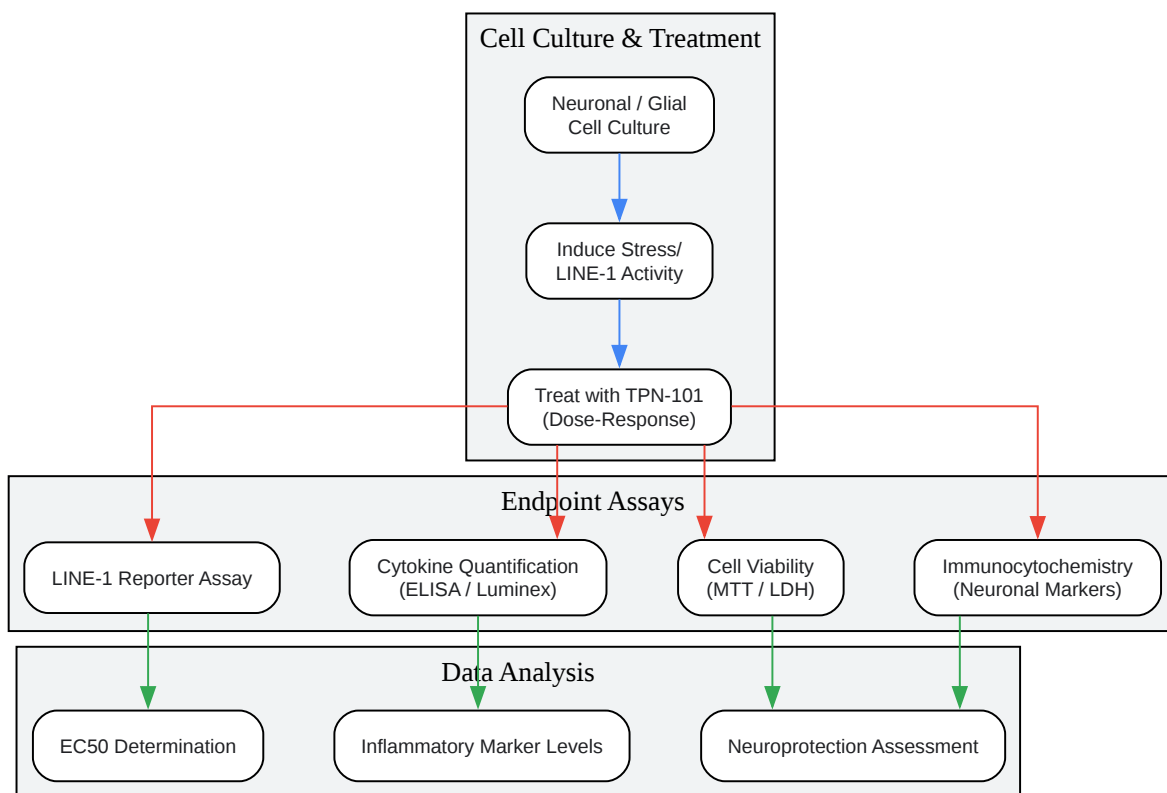 Cell Culture & Treatment
Neuronal / Glial
Cell Culture
Induce Stress/
LINE-1 Activity
Treat with TPN-101
(Dose-Response)
Endpoint Assays
LINE-1 Reporter Assay
Cytokine Quantification
(ELISA / Luminex)
Cell Viability
(MTT / LDH)
Immunocytochemistry
(Neuronal Markers)
Data Analysis
EC50 Determination
Inflammatory Marker Levels
Neuroprotection Assessment